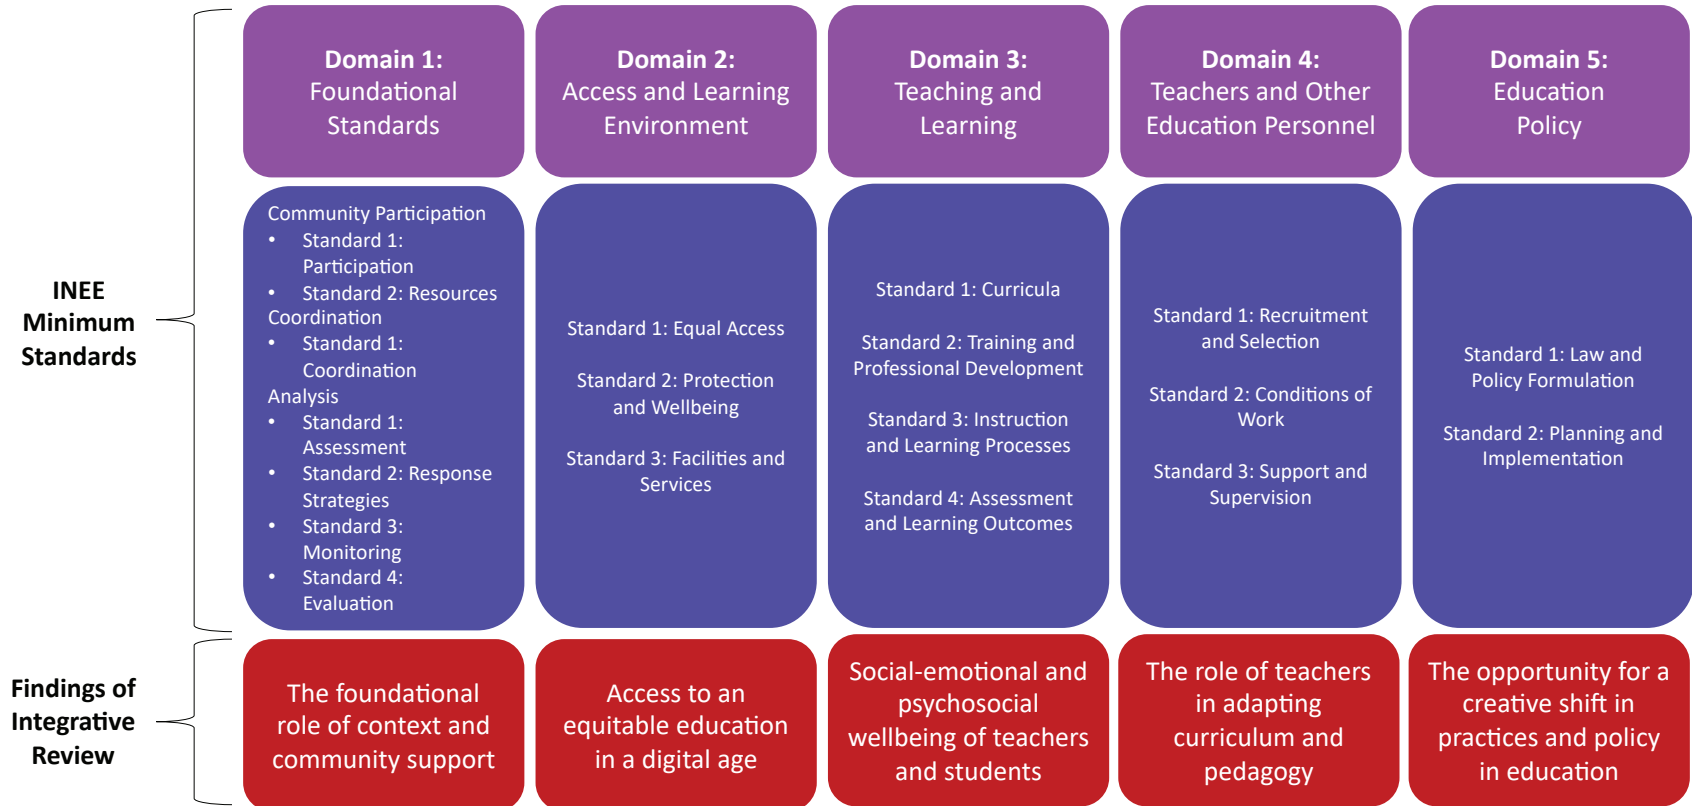 Domain 1:
Foundational
Standards
Domain 2:
Access and Learning
Environment
Domain 3:
Teaching and
Learning
Domain 4:
Teachers and Other
Education Personnel
Domain 5:
Education
Policy
INEE
Minimum
Standards
Community Participation
• Standard 1:
Participation
• Standard 2: Resources
Coordination
• Standard 1:
Coordination
Analysis
• Standard 1:
Assessment
• Standard 2: Response
Strategies
• Standard 3:
Monitoring
• Standard 4:
Evaluation
Standard 1: Equal Access
Standard 2: Protection
and Wellbeing
Standard 3: Facilities and
Services
Standard 1: Curricula
Standard 2: Training and
Professional Development
Standard 3: Instruction
and Learning Processes
Standard 4: Assessment
and Learning Outcomes
Standard 1: Recruitment
and Selection
Standard 2: Conditions of
Work
Standard 3: Support and
Supervision
Standard 1: Law and
Policy Formulation
Standard 2: Planning and
Implementation
Findings of
Integrative
Review
The foundational
role of context and
community support
Access to an
equitable education
in a digital age
Social-emotional and
psychosocial
wellbeing of teachers
and students
The role of teachers
in adapting
curriculum and
pedagogy
The opportunity for a
creative shift in
practices and policy
in education